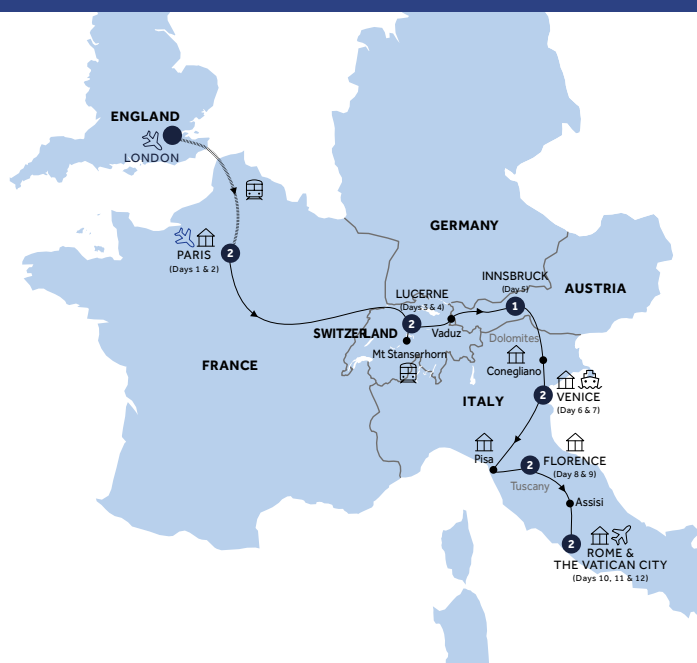 ENGLAND
LONDON
2
PARIS
(Days 1 & 2)
GERMANY
INNSBRUCK
(Day 5)
1
AUSTRIA
LUCERNE
(Days 3 & 4)
2
SWITZERLAND
Vaduz
Mt Stanserhorn
Dolomites
Conegliano
FRANCE
ITALY
2
VENICE
(Day 6 & 7)
Pisa
2
FLORENCE
(Day 8 & 9)
Tuscany
Assisi
2
ROME &
THE VATICAN CITY
(Days 10, 11 & 12)